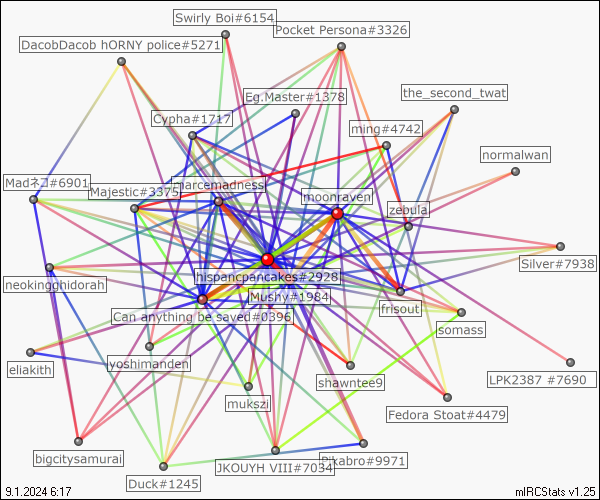 Swirly Boi#6154
Pocket Persona#3326
DacobDacob hORNY police#5271
the_second_twat
Eg.Master#1378
Cypha#1717
ming#4742
normalwan
Madネコ#6901
Majestic#3375
marcemadness
moonraven
zebula
Silver#7938
hispancpancakes#2928
neokingghidorah
Mushy#1984
frisout
Can anything be saved#0396
somass
eliakith
yoshimanden
shawntee9
LPK2387 #7690
mukszi
Fedora Stoat#4479
bigcitysamurai
JKOUYH VIII#7034
Pikabro#9971
Duck#1245
9.1.2024 6:17
mIRCStats v1.25